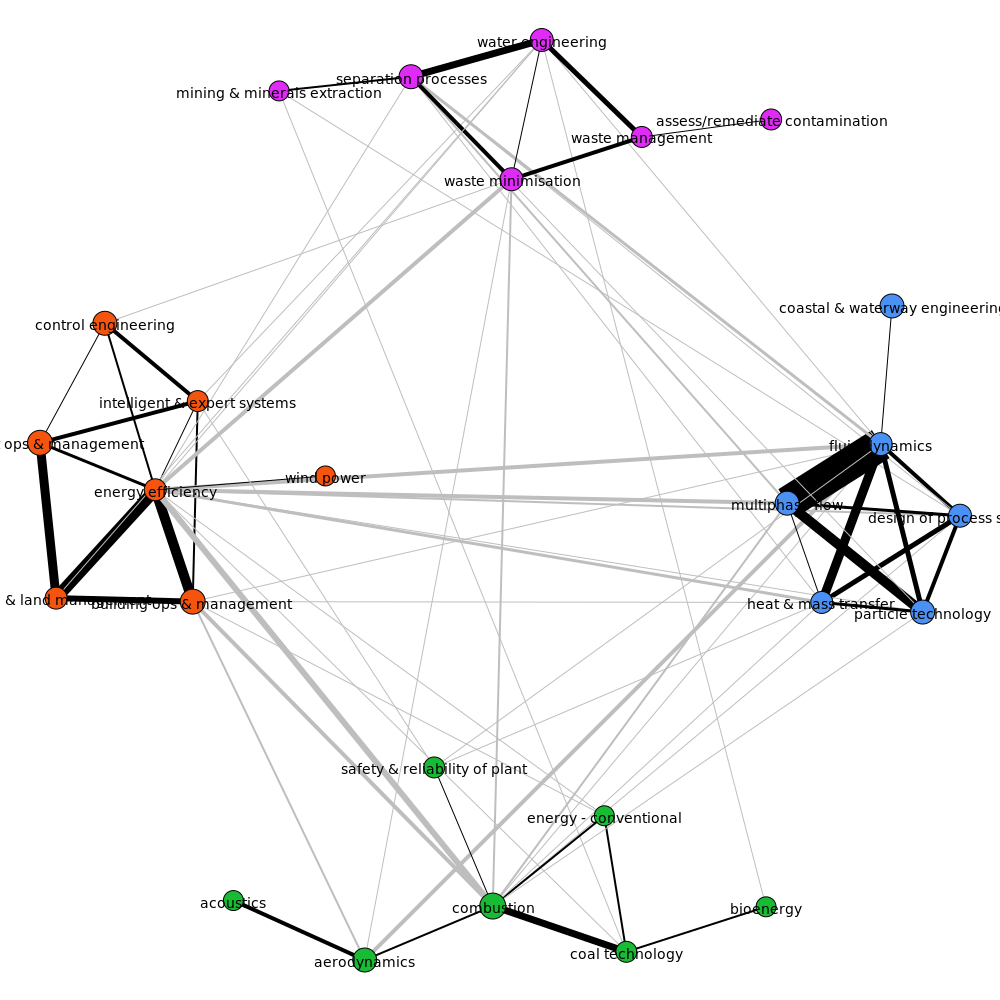 water engineering
separation processes
mining & minerals extraction
assess/remediate contamination
waste management
waste minimisation
coastal & waterway engineering
control engineering
intelligent & expert systems
ops & management
fluid dynamics
wind power
energy efficiency
multiphase flow
design of process s
& land management
building ops & management
heat & mass transfer
particle technology
safety & reliability of plant
energy - conventional
acoustics
combustion
bioenergy
coal technology
aerodynamics